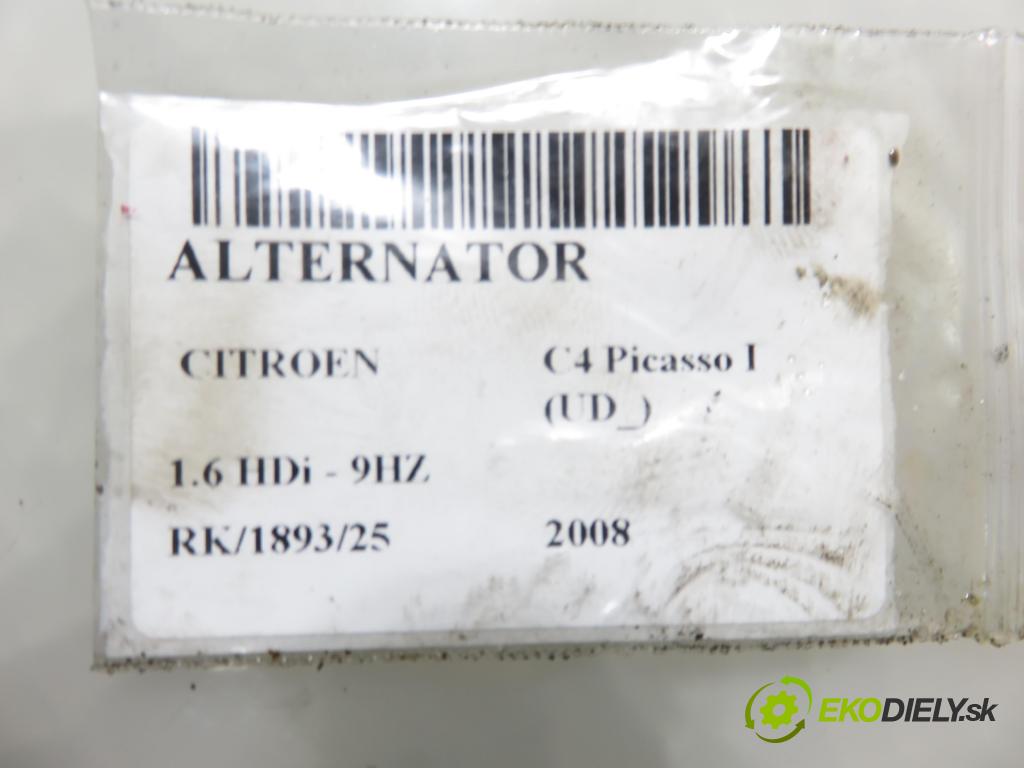 ALTERNATOR
CITROEN C4 Picasso I
(UD_)
1.6 HDi - 9HZ
RK/1893/25 2008
EKODIELY.sk